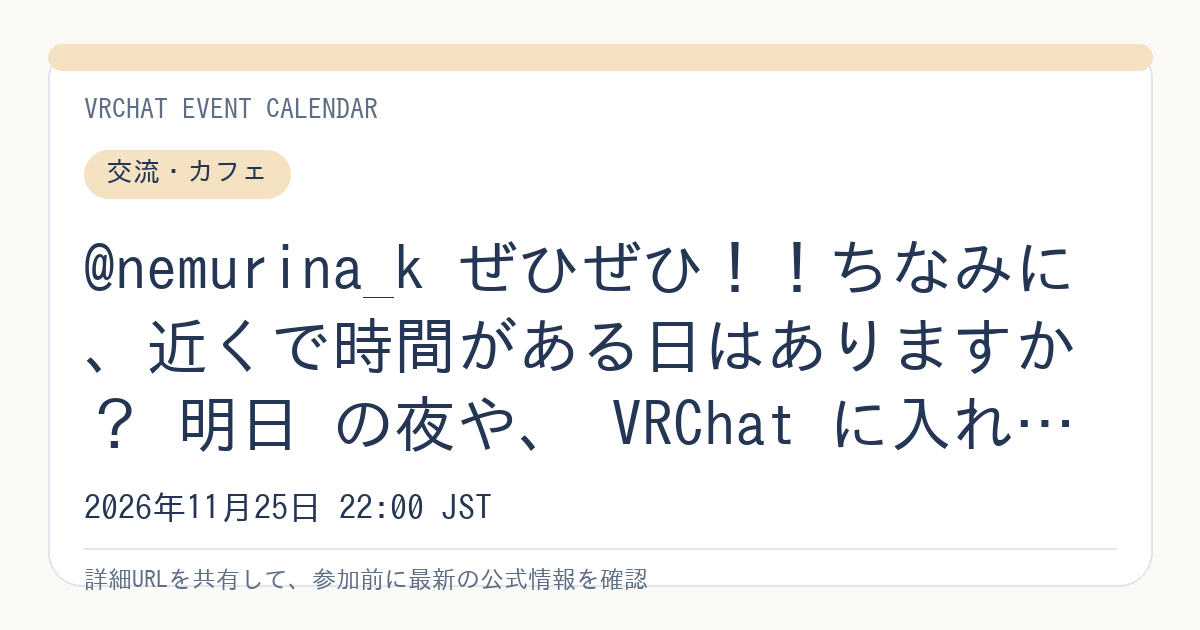 VRCHAT EVENT CALENDAR
交流・カフェ
@nemurina_k ぜひぜひ！！ちなみに
、近くで時間がある日はありますか
？ 明日 の夜や、 VRChat に入れ…
2026年11月25日 22:00 JST
詳細URLを共有して、参加前に最新の公式情報を確認